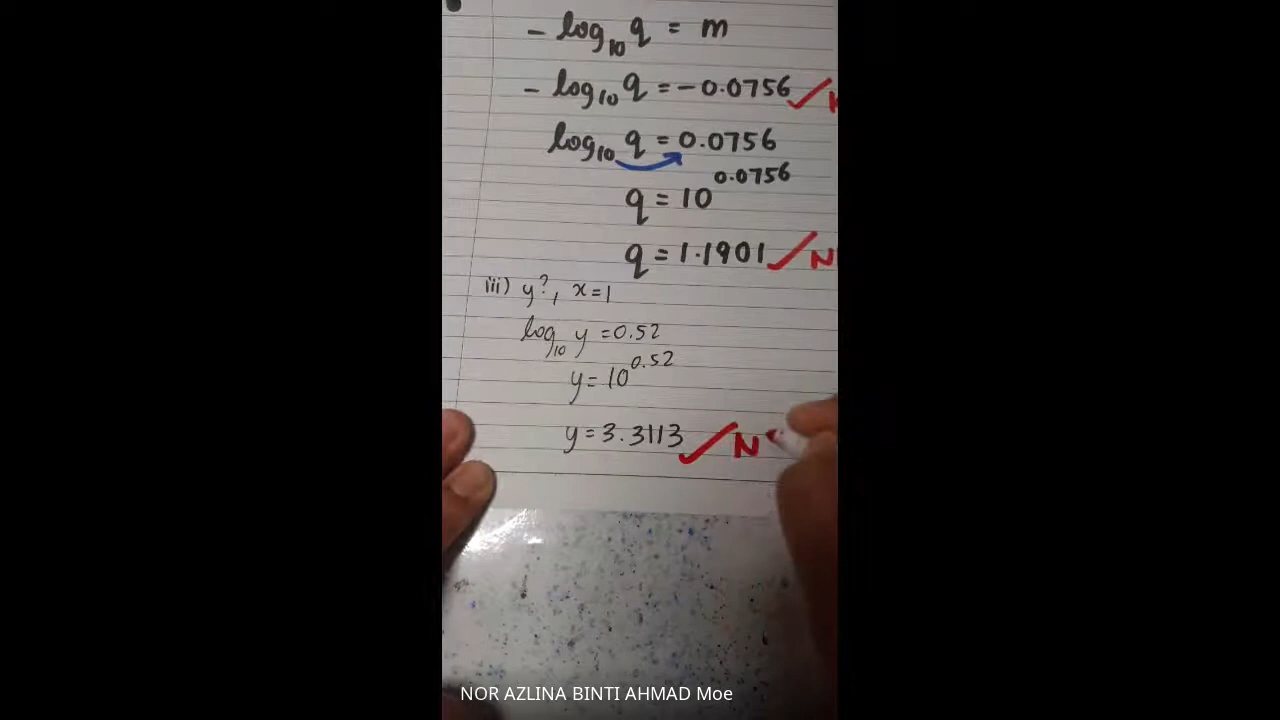 - log₁₀ q = m
- log₁₀ q = - 0.0756 /
log₁₀ q = 0.0756
q = 10^0.0756
q = 1.1901 / N
iii) y?, x = 1
log₁₀ y = 0.52
y = 10^0.52
y = 3.3113 / N
NOR AZLINA BINTI AHMAD Moe